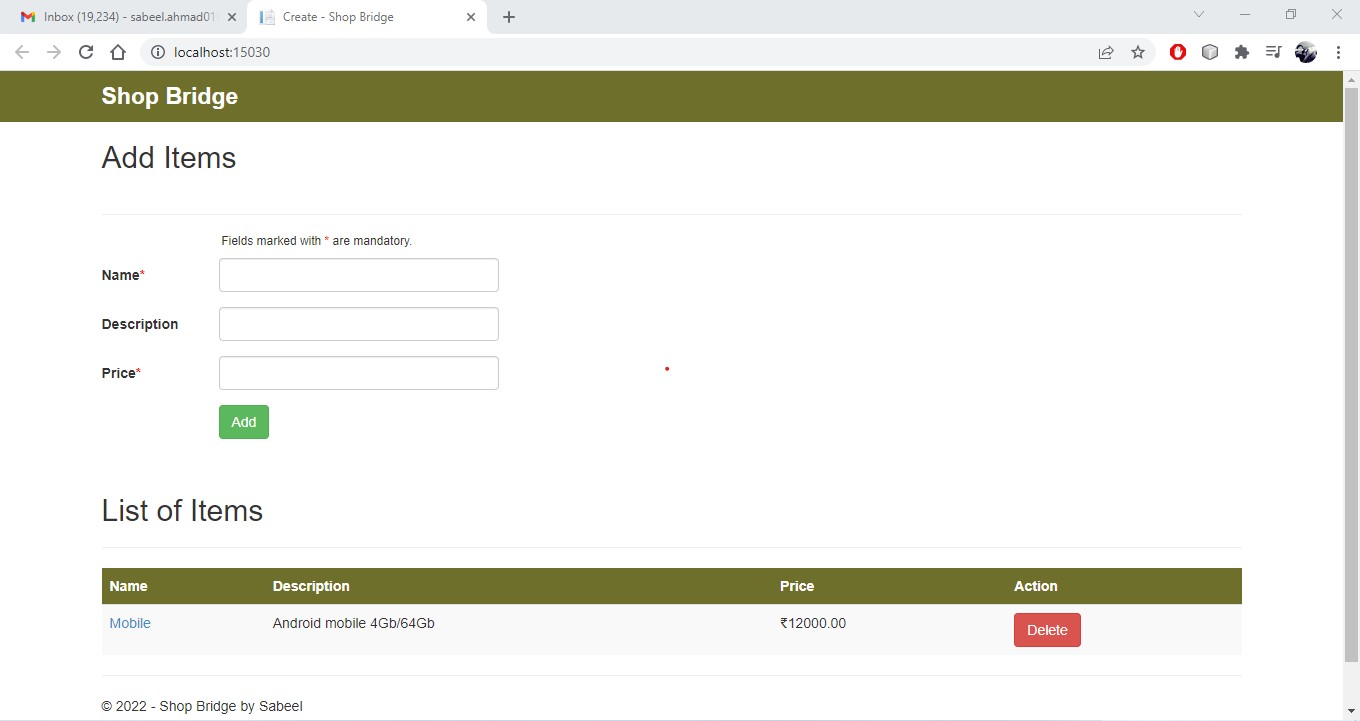 Inbox (19,234) - sabeel.ahmad01
Create - Shop Bridge
localhost:15030
Shop Bridge
Add Items
Fields marked with * are mandatory.
Name*
Description
Price*
Add
List of Items
Name Description Price Action
Mobile Android mobile 4Gb/64Gb ₹12000.00 Delete
© 2022 - Shop Bridge by Sabeel